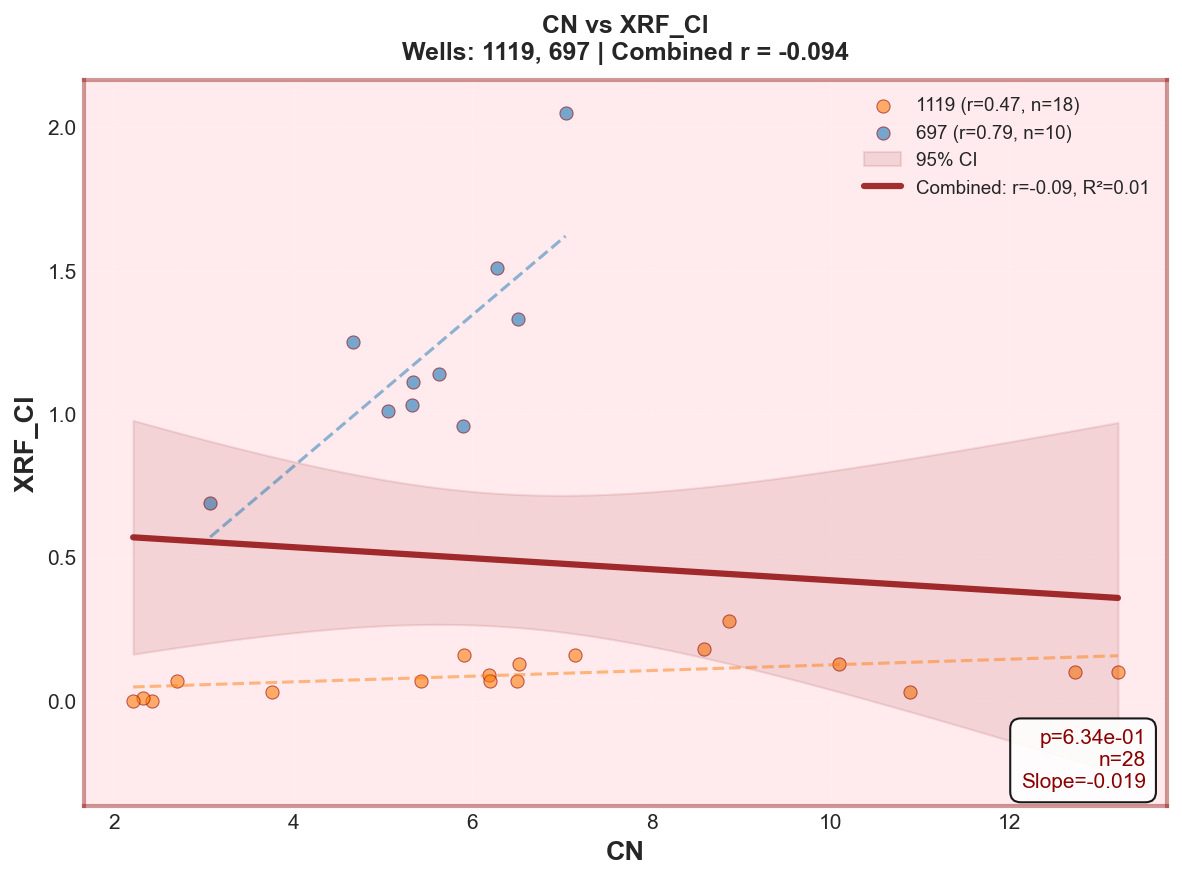 CN vs XRF_Cl
Wells: 1119, 697 | Combined r = -0.094
1119 (r=0.47, n=18)
697 (r=0.79, n=10)
95% CI
Combined: r=-0.09, R²=0.01
XRF_Cl
2.0
1.5
1.0
0.5
0.0
p=6.34e-01
n=28
Slope=-0.019
2 4 6 8 10 12
CN